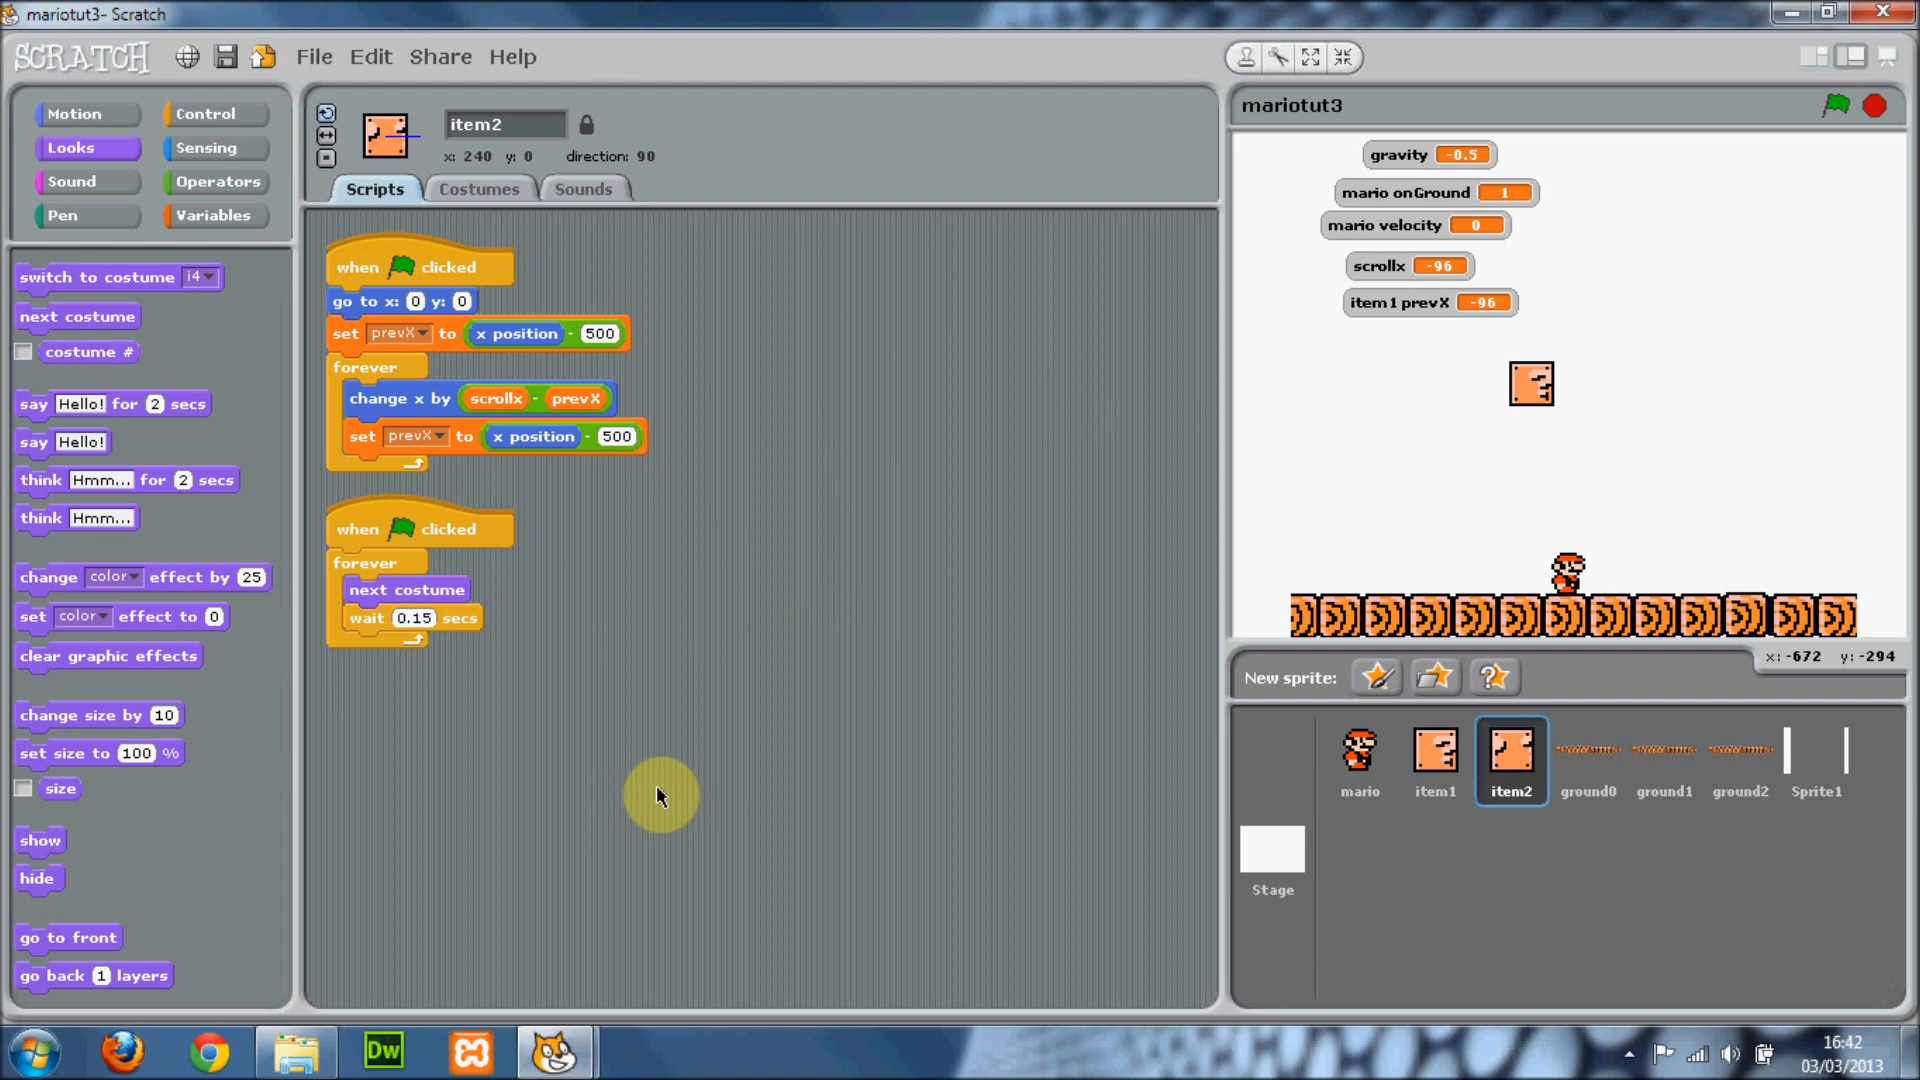 mariotut3- Scratch
SCRATCH File Edit Share Help
Motion Control
Looks Sensing
Sound Operators
Pen Variables
switch to costume i4
next costume
costume #
say Hello! for 2 secs
say Hello!
think Hmm... for 2 secs
think Hmm...
change color effect by 25
set color effect to 0
clear graphic effects
change size by 10
set size to 100 %
size
show
hide
go to front
go back 1 layers
item2
x: 240 y: 0 direction: 90
Scripts Costumes Sounds
when clicked
go to x: 0 y: 0
set prevX to x position - 500
forever
change x by scrollx - prevX
set prevX to x position - 500
when clicked
forever
next costume
wait 0.15 secs
mariotut3
gravity -0.5
mario onGround 1
mario velocity 0
scrollx -96
item1 prevX -96
x: -672 y: -294
New sprite:
mario item1 item2 ground0 ground1 ground2 Sprite1
Stage
Dw
16:42
03/03/2013